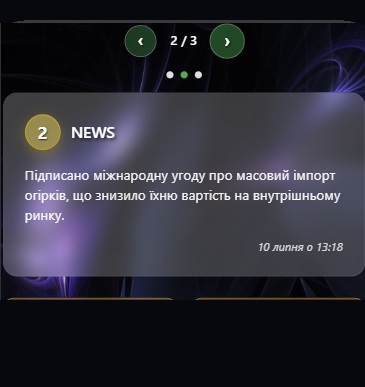 ‹ 2 / 3 ›
2 NEWS
Підписано міжнародну угоду про масовий імпорт
огірків, що знизило їхню вартість на внутрішньому
ринку.
10 липня о 13:18